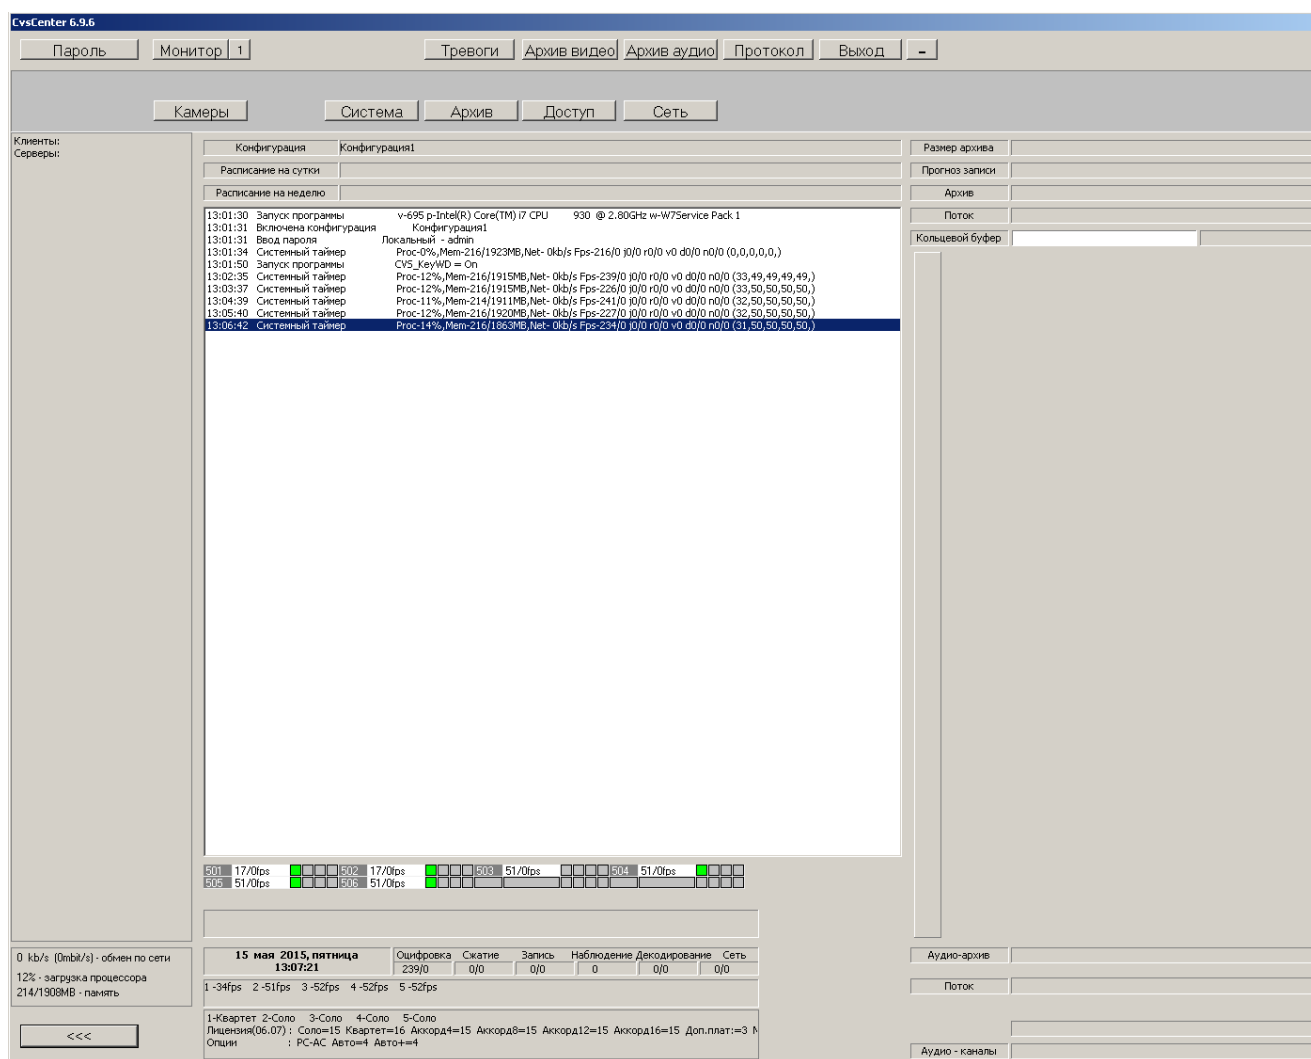 CvsCenter 6.9.6
Пароль Монитор 1 Тревоги Архив видео Архив аудио Протокол Выход –
Камеры Система Архив Доступ Сеть
Клиенты:
Серверы:
Конфигурация Конфигурация1
Расписание на сутки
Расписание на неделю
Размер архива
Прогноз записи
Архив
Поток
Кольцевой буфер
13:01:30 Запуск программы v-695 p-Intel(R) Core(TM) i7 CPU 930 @ 2.80GHz w-W7Service Pack 1
13:01:31 Включена конфигурация Конфигурация1
13:01:31 Ввод пароля Локальный - admin
13:01:34 Системный таймер Proc-0%,Mem-216/1923MB,Net- 0kb/s Fps-216/0 j0/0 r0/0 v0 d0/0 n0/0 (0,0,0,0,0,)
13:01:50 Запуск программы CVS_KeyWD = On
13:02:35 Системный таймер Proc-12%,Mem-216/1915MB,Net- 0kb/s Fps-239/0 j0/0 r0/0 v0 d0/0 n0/0 (33,49,49,49,49,)
13:03:37 Системный таймер Proc-12%,Mem-216/1915MB,Net- 0kb/s Fps-226/0 j0/0 r0/0 v0 d0/0 n0/0 (33,50,50,50,50,)
13:04:39 Системный таймер Proc-11%,Mem-214/1911MB,Net- 0kb/s Fps-241/0 j0/0 r0/0 v0 d0/0 n0/0 (32,50,50,50,50,)
13:05:40 Системный таймер Proc-12%,Mem-216/1920MB,Net- 0kb/s Fps-227/0 j0/0 r0/0 v0 d0/0 n0/0 (32,50,50,50,50,)
13:06:42 Системный таймер Proc-14%,Mem-216/1863MB,Net- 0kb/s Fps-234/0 j0/0 r0/0 v0 d0/0 n0/0 (31,50,50,50,50,)
501 17/0fps 502 17/0fps 503 51/0fps 504 51/0fps
505 51/0fps 506 51/0fps
0 kb/s (0mbit/s) - обмен по сети
12% - загрузка процессора
214/1908MB - память
<<<
15 мая 2015, пятница
13:07:21
Оцифровка Сжатие Запись Наблюдение Декодирование Сеть
239/0 0/0 0/0 0 0/0 0/0
1 -34fps 2 -51fps 3 -52fps 4 -52fps 5 -52fps
1-Квартет 2-Соло 3-Соло 4-Соло 5-Соло
Лицензия(06.07) : Соло=15 Квартет=16 Аккорд4=15 Аккорд8=15 Аккорд12=15 Аккорд16=15 Доп.плат:=3
Опции : PC-AC Авто=4 Авто+=4
Аудио-архив
Поток
Аудио - каналы